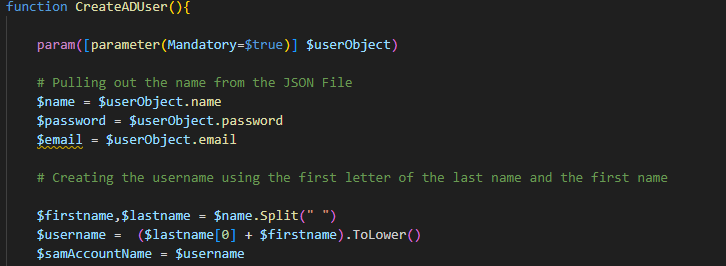 function CreateADUser(){
param([parameter(Mandatory=$true)] $userObject)
# Pulling out the name from the JSON File
$name = $userObject.name
$password = $userObject.password
$email = $userObject.email
# Creating the username using the first letter of the last name and the first name
$firstname,$lastname = $name.Split(" ")
$username =  ($lastname[0] + $firstname).ToLower()
$samAccountName = $username